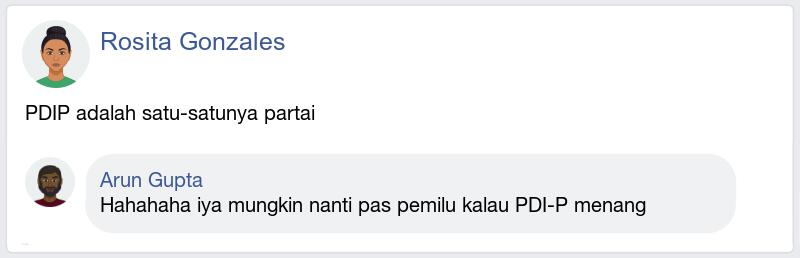 Rosita Gonzales
PDIP adalah satu-satunya partai
Arun Gupta
Hahahaha iya mungkin nanti pas pemilu kalau PDI-P menang